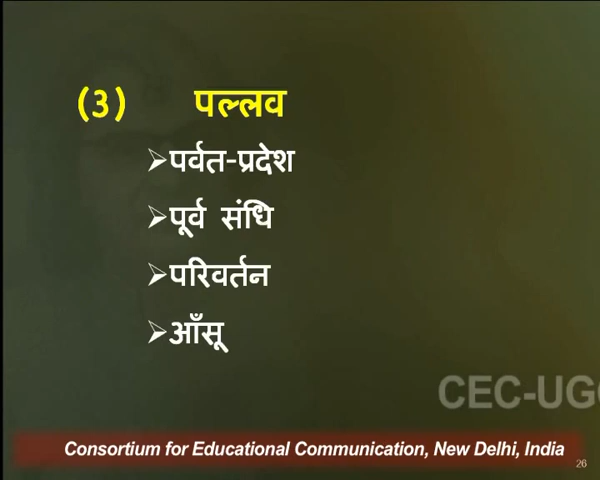 (3) पल्लव
➢पर्वत-प्रदेश
➢पूर्व संधि
➢परिवर्तन
➢आँसू
CEC-UG
Consortium for Educational Communication, New Delhi, India
26